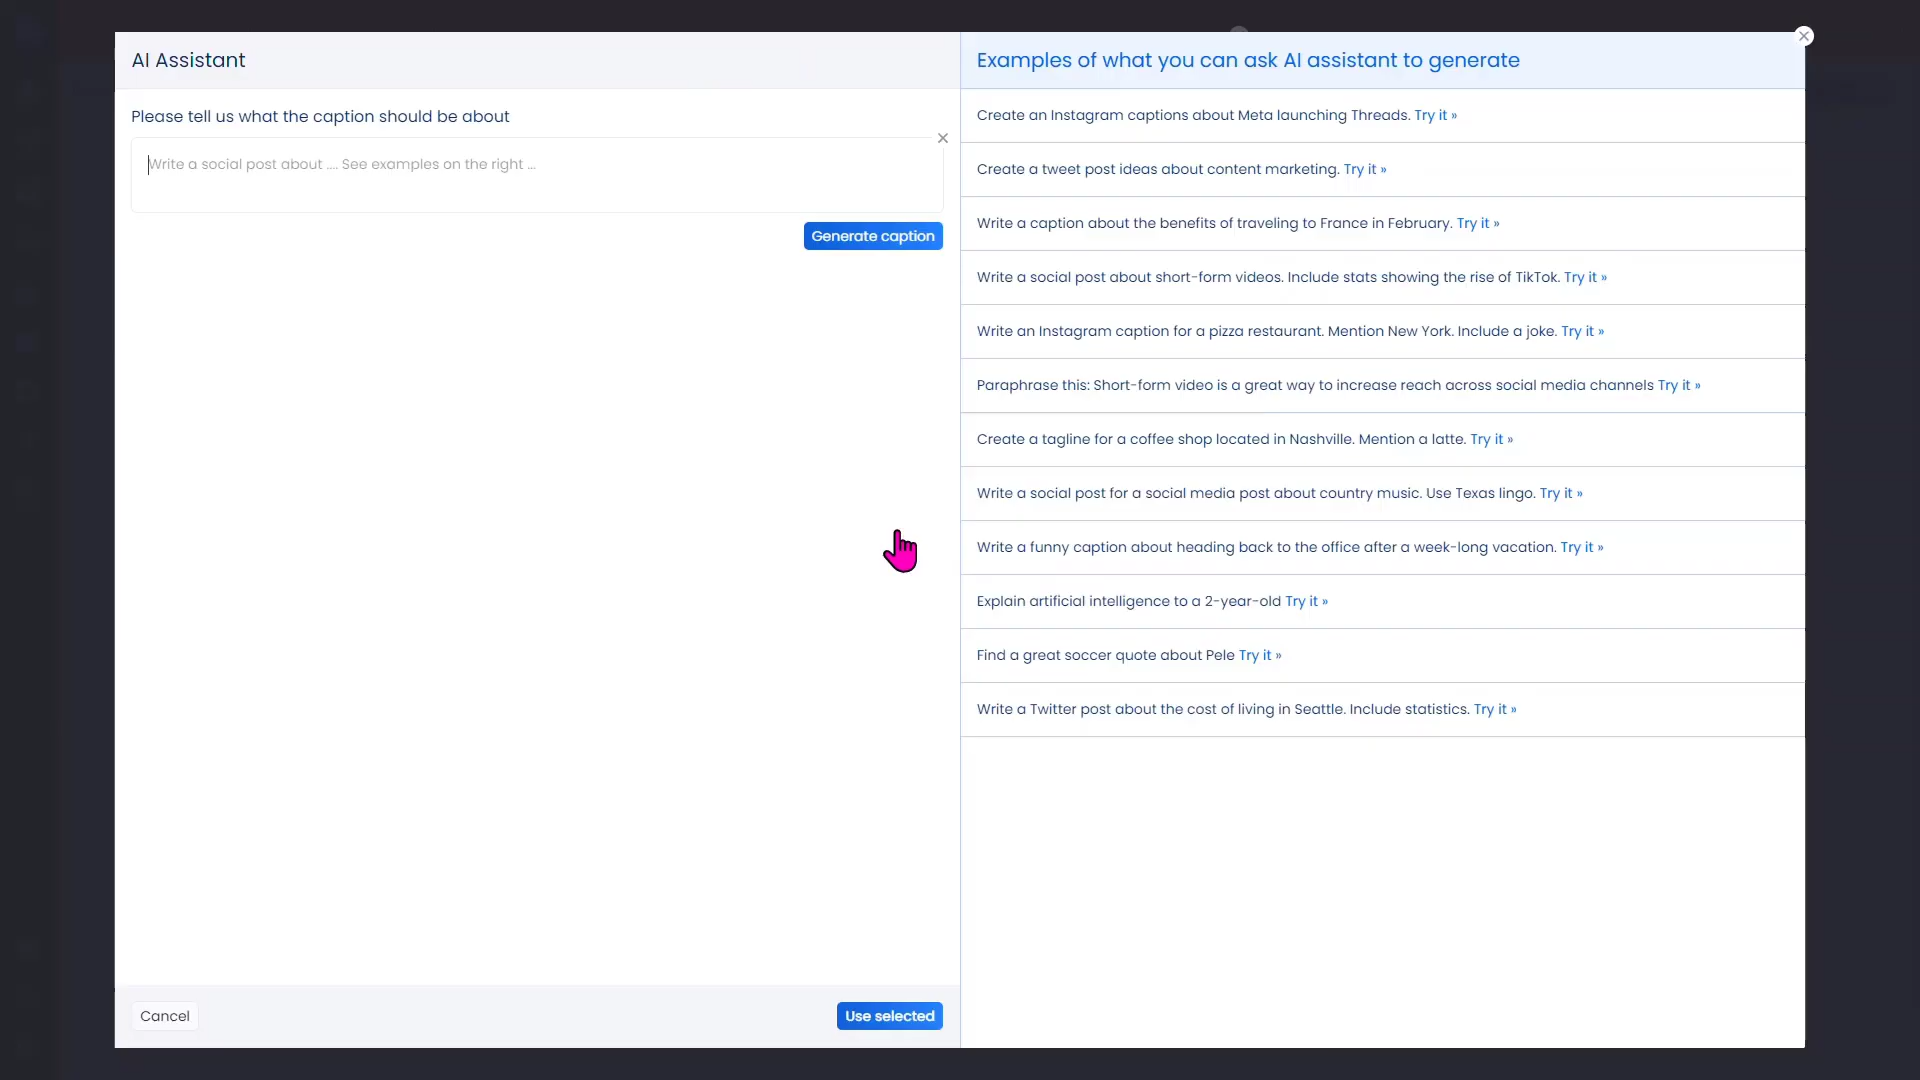 AI Assistant
Please tell us what the caption should be about
Write a social post about .... See examples on the right ...
Generate caption
Cancel
Use selected
Examples of what you can ask AI assistant to generate
Create an Instagram captions about Meta launching Threads. Try it »
Create a tweet post ideas about content marketing. Try it »
Write a caption about the benefits of traveling to France in February. Try it »
Write a social post about short-form videos. Include stats showing the rise of TikTok. Try it »
Write an Instagram caption for a pizza restaurant. Mention New York. Include a joke. Try it »
Paraphrase this: Short-form video is a great way to increase reach across social media channels Try it »
Create a tagline for a coffee shop located in Nashville. Mention a latte. Try it »
Write a social post for a social media post about country music. Use Texas lingo. Try it »
Write a funny caption about heading back to the office after a week-long vacation. Try it »
Explain artificial intelligence to a 2-year-old Try it »
Find a great soccer quote about Pele Try it »
Write a Twitter post about the cost of living in Seattle. Include statistics. Try it »